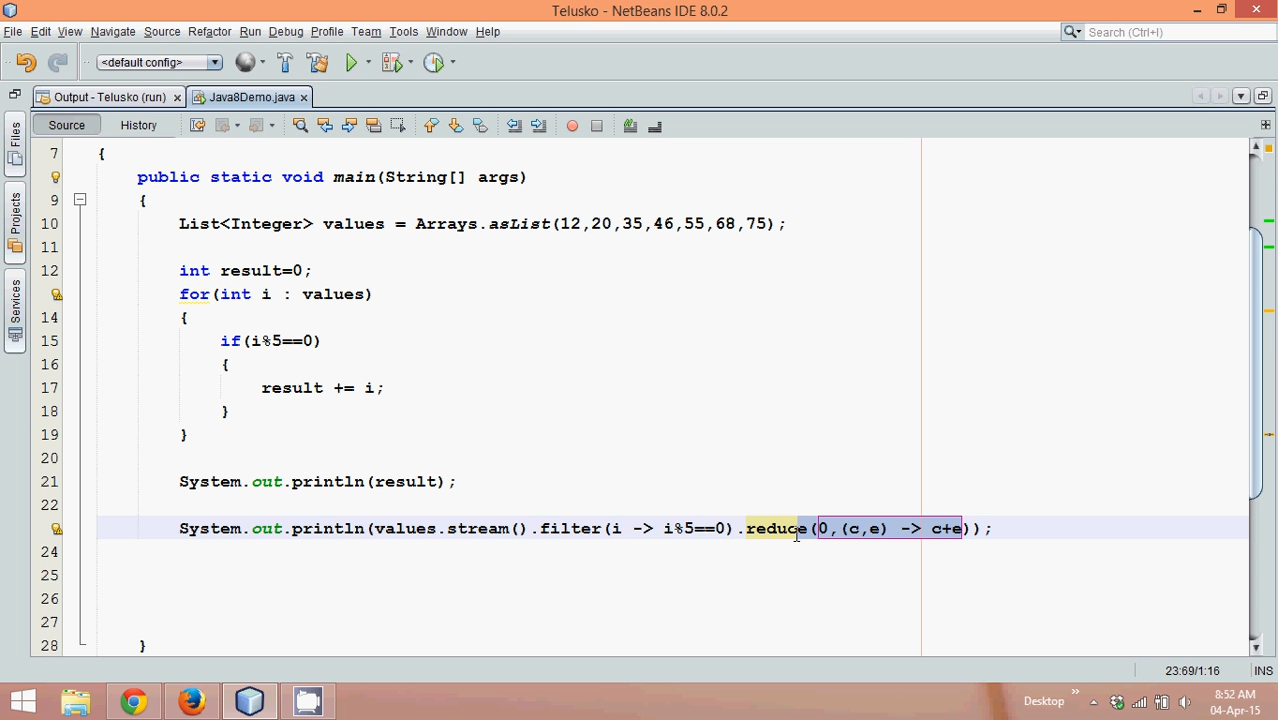 Telusko - NetBeans IDE 8.0.2
File Edit View Navigate Source Refactor Run Debug Profile Team Tools Window Help
Search (Ctrl+I)
<default config>
Output - Telusko (run) Java8Demo.java
Source History
Files
Projects
Services
7 {
public static void main(String[] args)
9 {
10 List<Integer> values = Arrays.asList(12,20,35,46,55,68,75);
11
12 int result=0;
for(int i : values)
14 {
15 if(i%5==0)
16 {
17 result += i;
18 }
19 }
20
21 System.out.println(result);
22
System.out.println(values.stream().filter(i -> i%5==0).reduce(0,(c,e) -> c+e));
24
25
26
27
28 }
23:69/1:16 INS
Desktop
8:52 AM
04-Apr-15